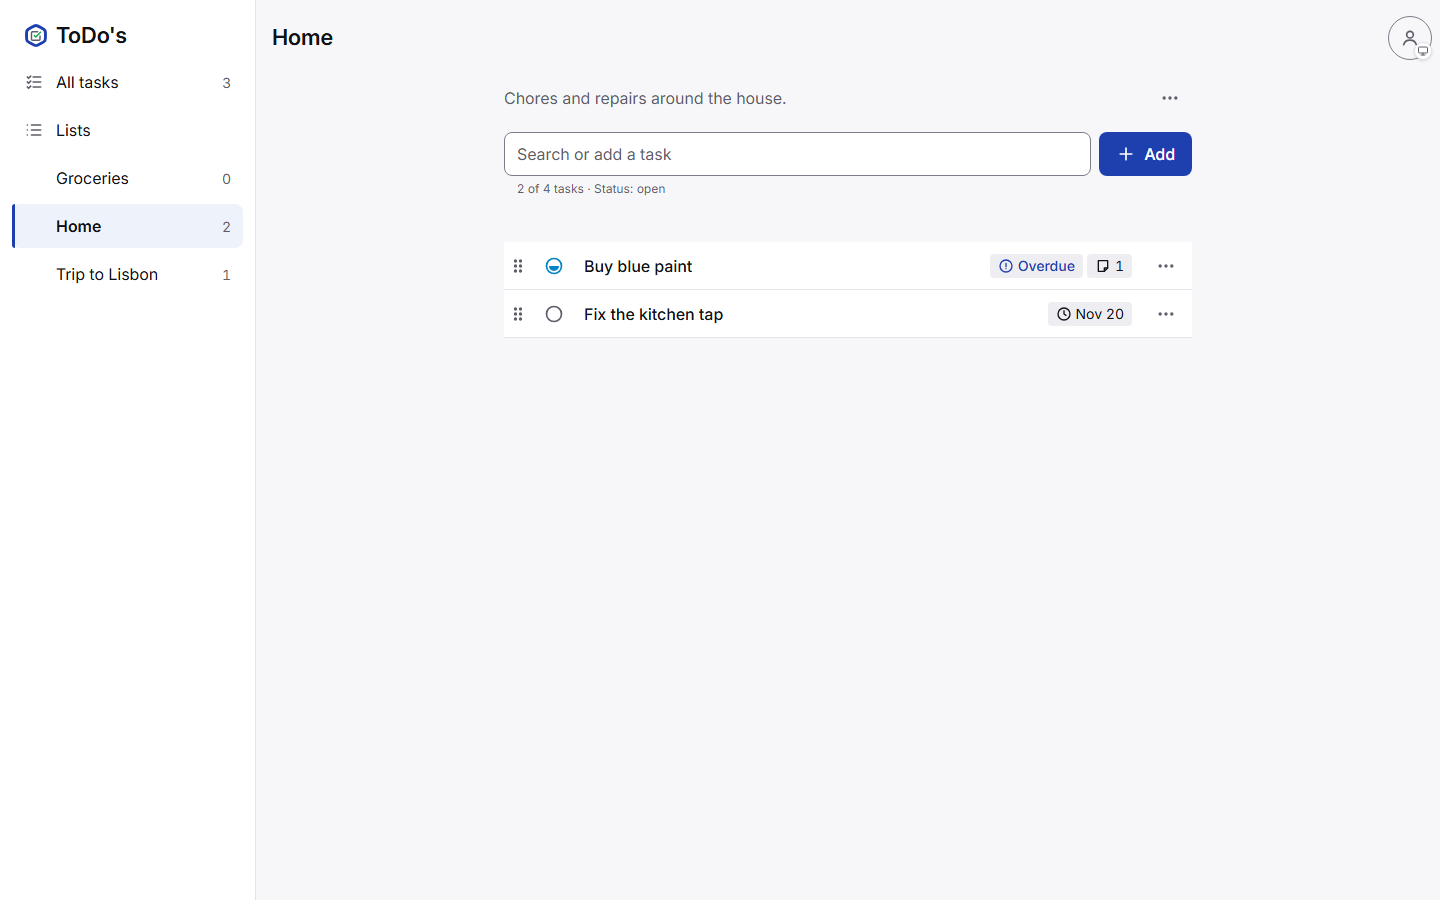 ToDo's
All tasks 3
Lists
Groceries 0
Home 2
Trip to Lisbon 1
Home
Chores and repairs around the house.
Search or add a task
Add
2 of 4 tasks · Status: open
Buy blue paint Overdue 1
Fix the kitchen tap Nov 20